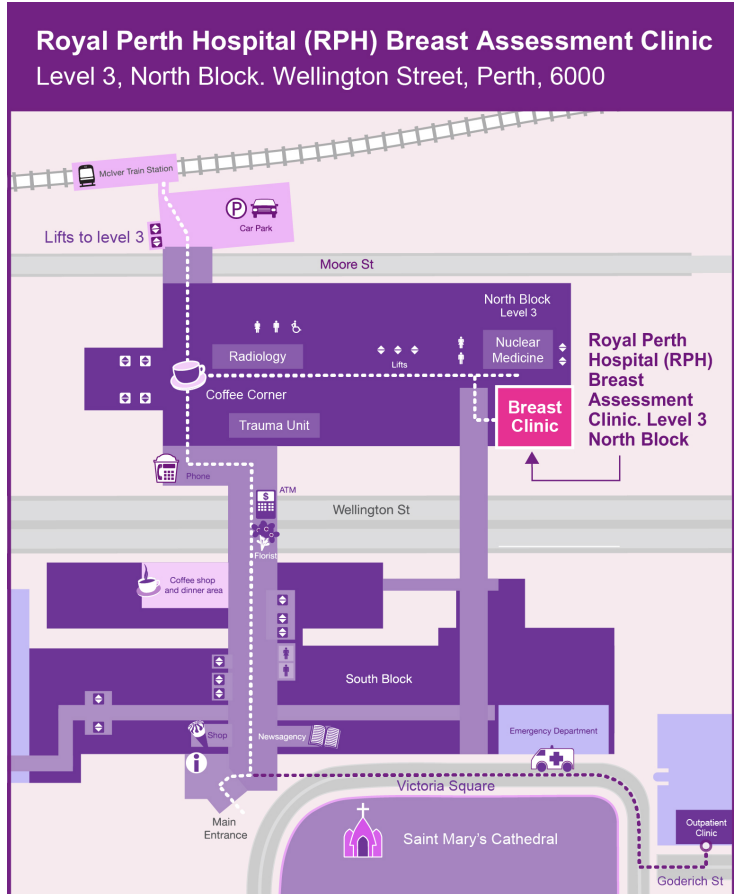 Royal Perth Hospital (RPH) Breast Assessment Clinic
Level 3, North Block. Wellington Street, Perth, 6000
McIver Train Station
P
Car Park
Lifts to level 3
Moore St
North Block
Level 3
Radiology
Lifts
Nuclear
Medicine
Royal Perth
Hospital (RPH)
Breast
Assessment
Clinic. Level 3
North Block
Coffee Corner
Breast
Clinic
Trauma Unit
Phone
ATM
$
Wellington St
Florist
Coffee shop
and dinner area
South Block
Shop
Newsagency
Emergency Department
i
Victoria Square
Main
Entrance
Saint Mary's Cathedral
Outpatient
Clinic
Goderich St